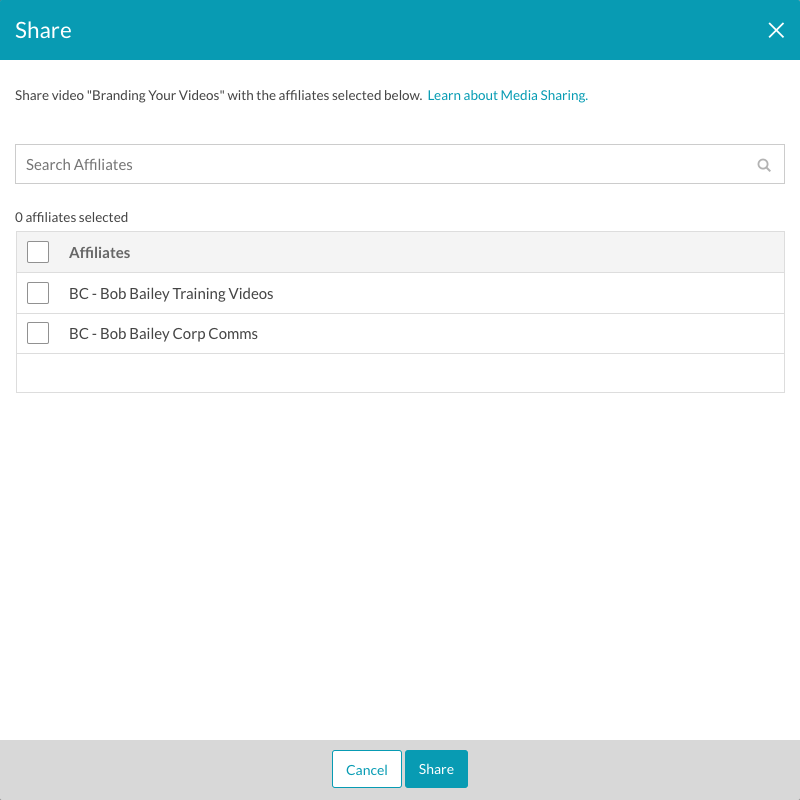 Share
Share video "Branding Your Videos" with the affiliates selected below. Learn about Media Sharing.
Search Affiliates
0 affiliates selected
Affiliates
BC - Bob Bailey Training Videos
BC - Bob Bailey Corp Comms
Cancel Share